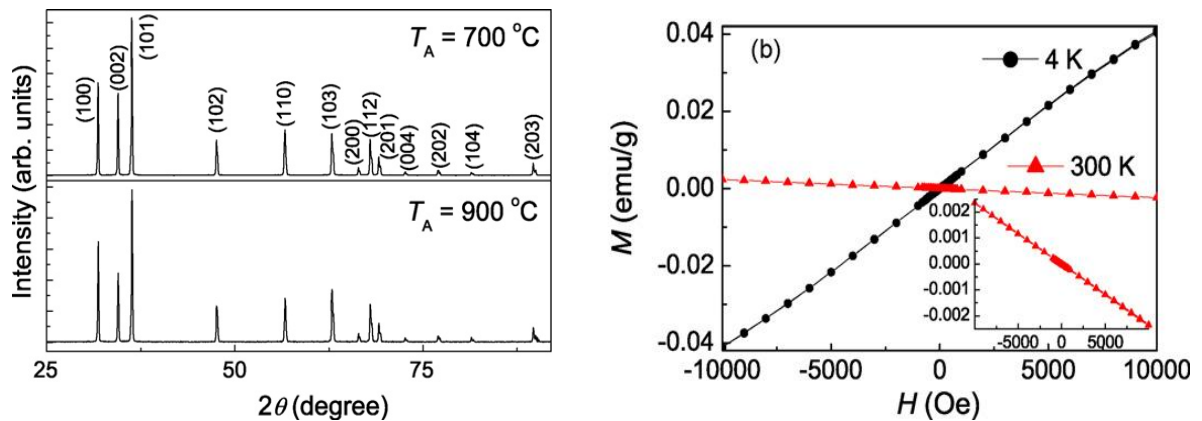 T_A = 700 °C
(100)
(002)
(101)
(102)
(110)
(103)
(200)
(112)
(201)
(004)
(202)
(104)
(203)
T_A = 900 °C
Intensity (arb. units)
25
50
75
2θ (degree)
(b)
4 K
300 K
0.04
0.02
0.00
-0.02
-0.04
M (emu/g)
0.002
0.001
0.000
-0.001
-0.002
-5000 0 5000
-10000 -5000 0 5000 10000
H (Oe)